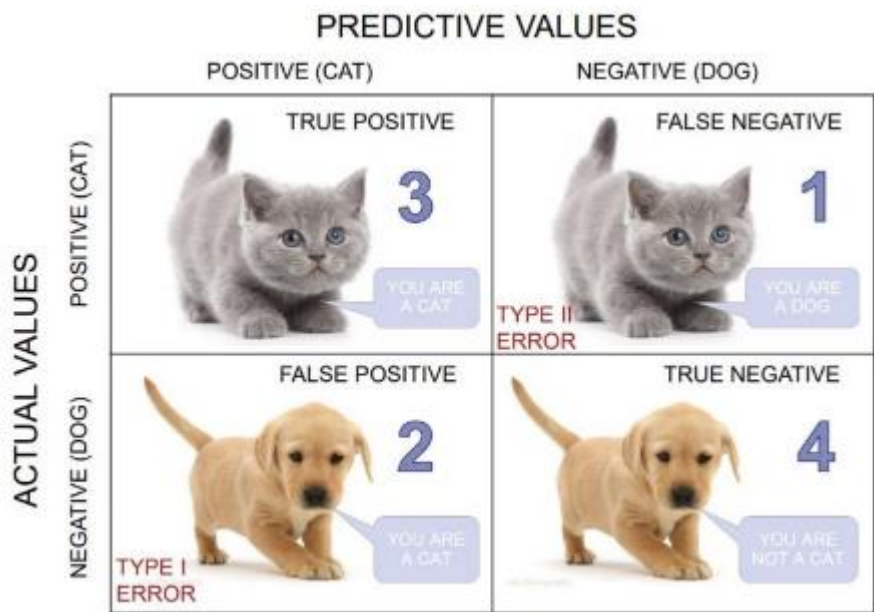 PREDICTIVE VALUES
POSITIVE (CAT)
NEGATIVE (DOG)
ACTUAL VALUES
POSITIVE (CAT)
TRUE POSITIVE
3
YOU ARE
A CAT
FALSE NEGATIVE
1
YOU ARE
A DOG
TYPE II
ERROR
NEGATIVE (DOG)
FALSE POSITIVE
2
YOU ARE
A CAT
TYPE I
ERROR
TRUE NEGATIVE
4
YOU ARE
NOT A CAT